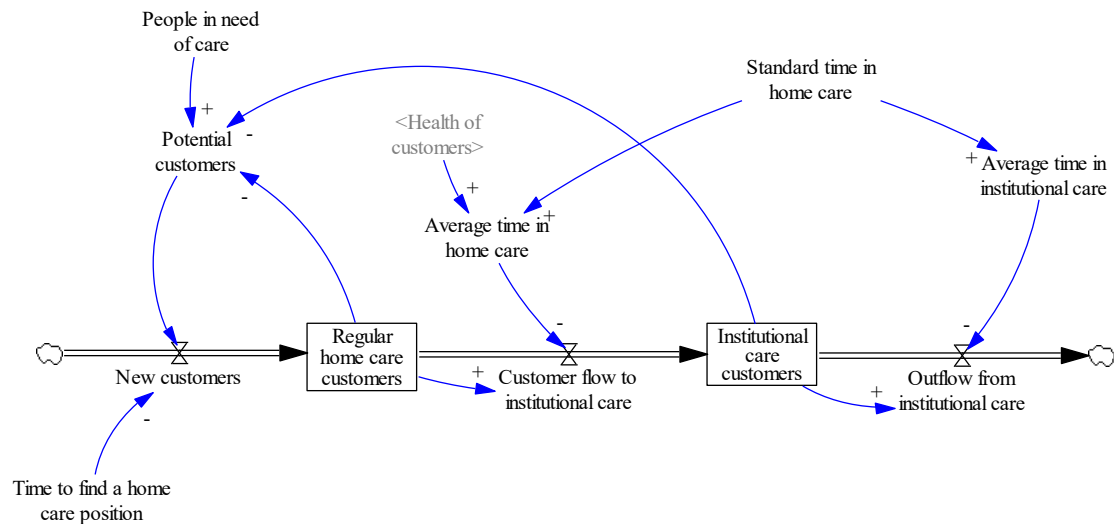 People in need
of care
Standard time in
home care
+
<Health of
customers>
-
Potential
customers
+
Average time in
institutional care
-
+
+
Average time in
home care
-
-
Regular
home care
customers
Institutional
care
customers
New customers
+
Customer flow to
institutional care
+
Outflow from
institutional care
-
Time to find a home
care position